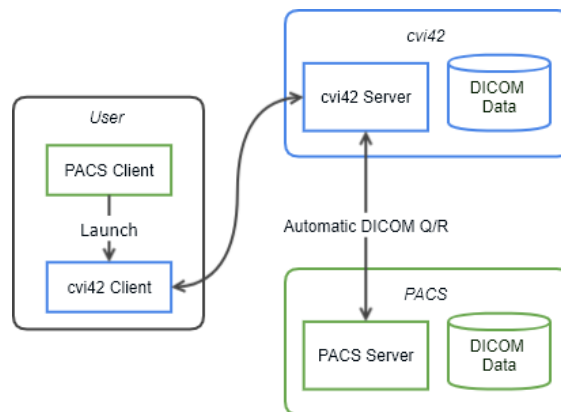 cvi42
cvi42 Server
DICOM
Data
User
PACS Client
Launch
cvi42 Client
Automatic DICOM Q/R
PACS
PACS Server
DICOM
Data